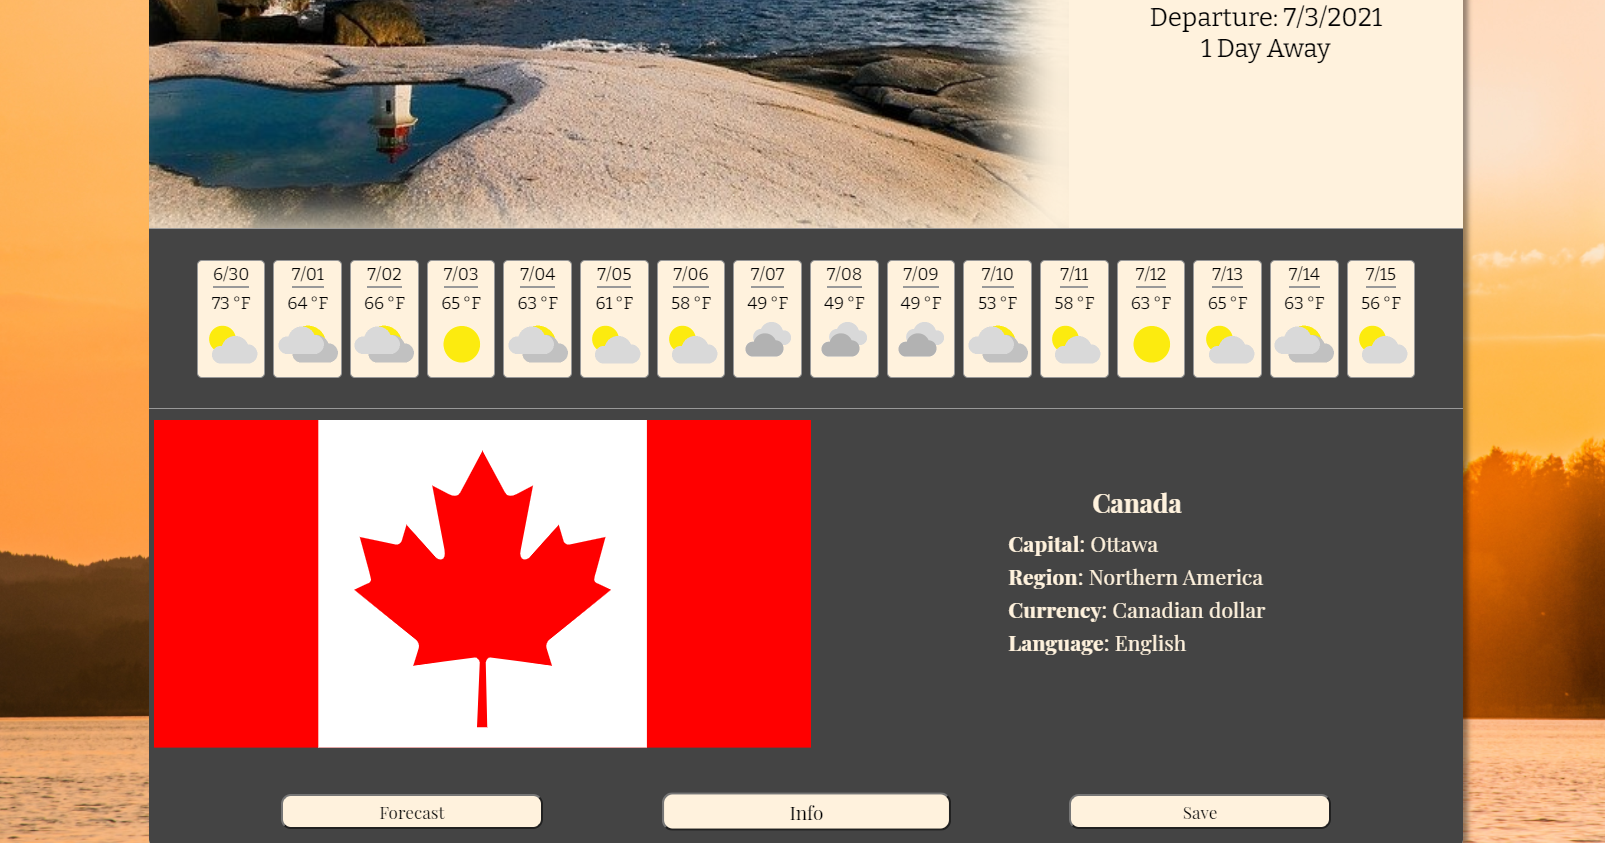 Departure: 7/3/2021
1 Day Away
6/30 7/01 7/02 7/03 7/04 7/05 7/06 7/07 7/08 7/09 7/10 7/11 7/12 7/13 7/14 7/15
73 °F 64 °F 66 °F 65 °F 63 °F 61 °F 58 °F 49 °F 49 °F 49 °F 53 °F 58 °F 63 °F 65 °F 63 °F 56 °F
Canada
Capital: Ottawa
Region: Northern America
Currency: Canadian dollar
Language: English
Forecast Info Save